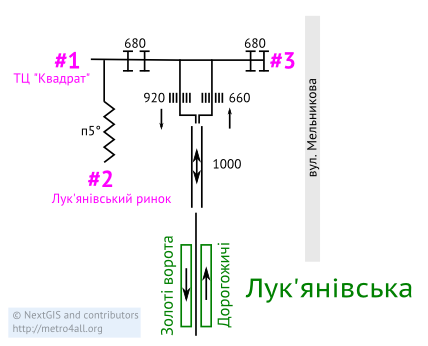 680
680
#1
#3
ТЦ "Квадрат"
920
660
п5°
вул. Мельникова
1000
#2
Лук'янівський ринок
Золоті ворота
Дорогожичі
Лук'янівська
© NextGIS and contributors
http://metro4all.org